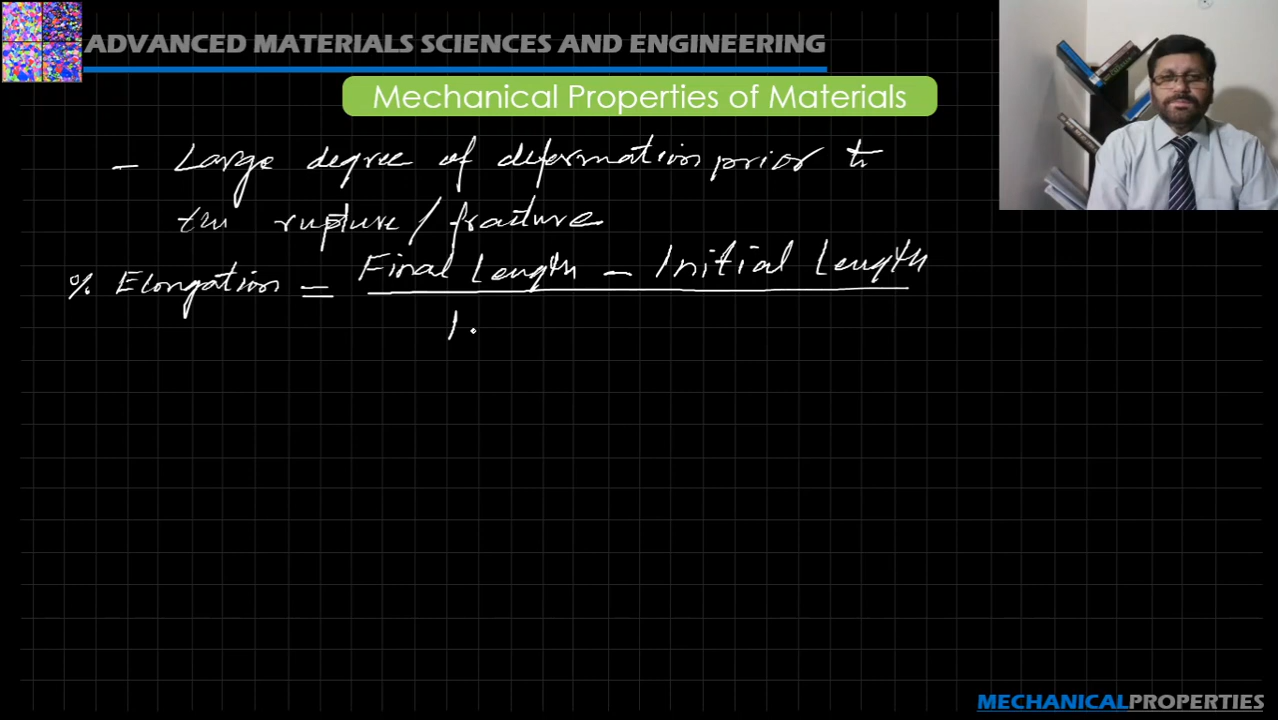 ADVANCED MATERIALS SCIENCES AND ENGINEERING
Mechanical Properties of Materials
- Large degree of deformation prior to
the rupture / fracture
% Elongation = Final Length - Initial Length
I
MECHANICALPROPERTIES